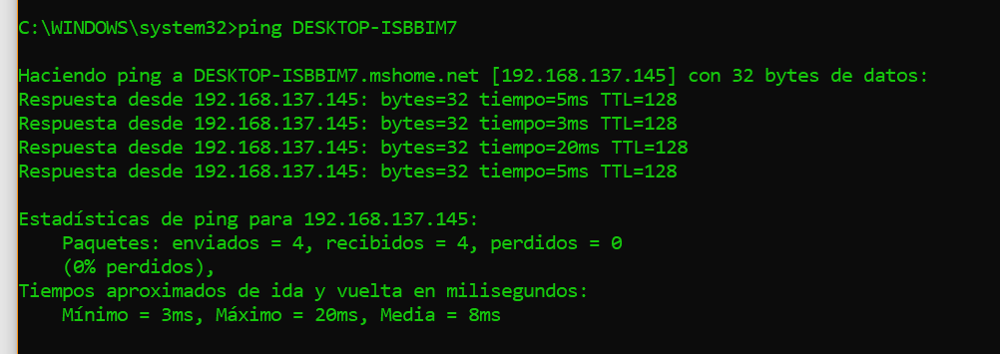 C:\WINDOWS\system32>ping DESKTOP-ISBBIM7
Haciendo ping a DESKTOP-ISBBIM7.mshome.net [192.168.137.145] con 32 bytes de datos:
Respuesta desde 192.168.137.145: bytes=32 tiempo=5ms TTL=128
Respuesta desde 192.168.137.145: bytes=32 tiempo=3ms TTL=128
Respuesta desde 192.168.137.145: bytes=32 tiempo=20ms TTL=128
Respuesta desde 192.168.137.145: bytes=32 tiempo=5ms TTL=128
Estadísticas de ping para 192.168.137.145:
Paquetes: enviados = 4, recibidos = 4, perdidos = 0
(0% perdidos),
Tiempos aproximados de ida y vuelta en milisegundos:
Mínimo = 3ms, Máximo = 20ms, Media = 8ms